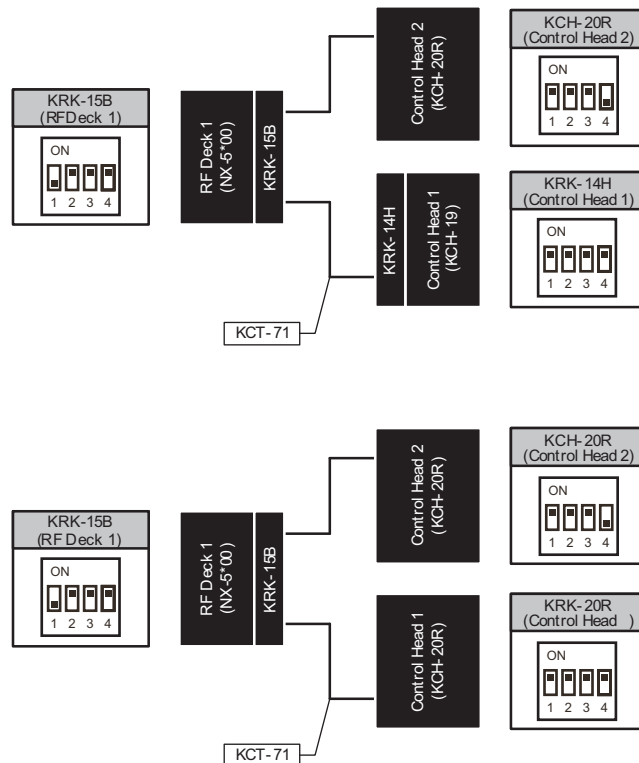 KRK-15B
(RFDeck 1)
ON
1 2 3 4
RF Deck 1
(NX-5*00)
KRK-15B
Control Head 2
(KCH-20R)
KCH-20R
(Control Head 2)
ON
1 2 3 4
KRK-14H
Control Head 1
(KCH-19)
KRK-14H
(Control Head 1)
ON
1 2 3 4
KCT-71
KRK-15B
(RF Deck 1)
ON
1 2 3 4
RF Deck 1
(NX-5*00)
KRK-15B
Control Head 2
(KCH-20R)
KCH-20R
(Control Head 2)
ON
1 2 3 4
Control Head 1
(KCH-20R)
KRK-20R
(Control Head )
ON
1 2 3 4
KCT-71